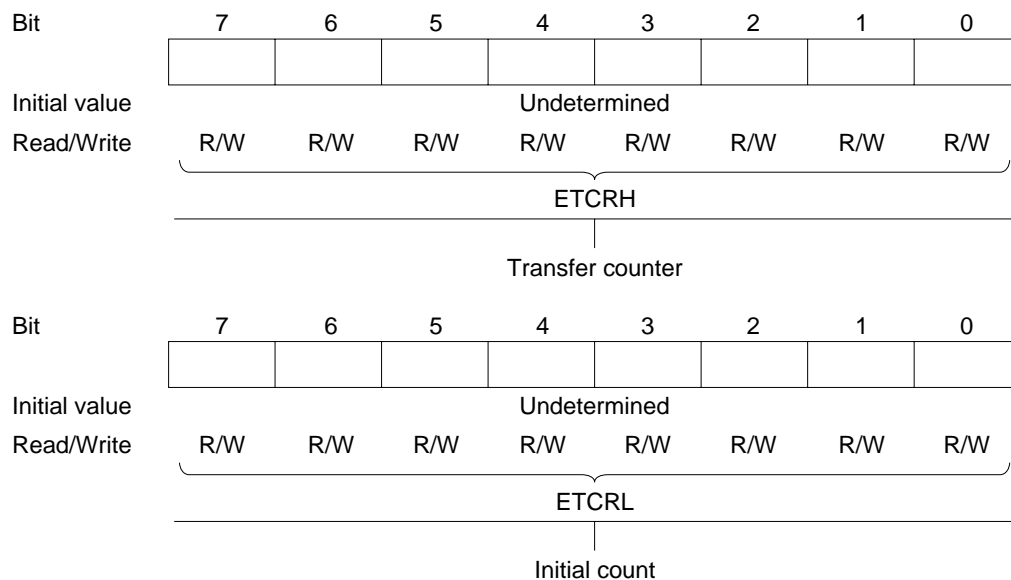 Bit 7 6 5 4 3 2 1 0
Initial value Undetermined
Read/Write R/W R/W R/W R/W R/W R/W R/W R/W
ETCRH
Transfer counter
Bit 7 6 5 4 3 2 1 0
Initial value Undetermined
Read/Write R/W R/W R/W R/W R/W R/W R/W R/W
ETCRL
Initial count